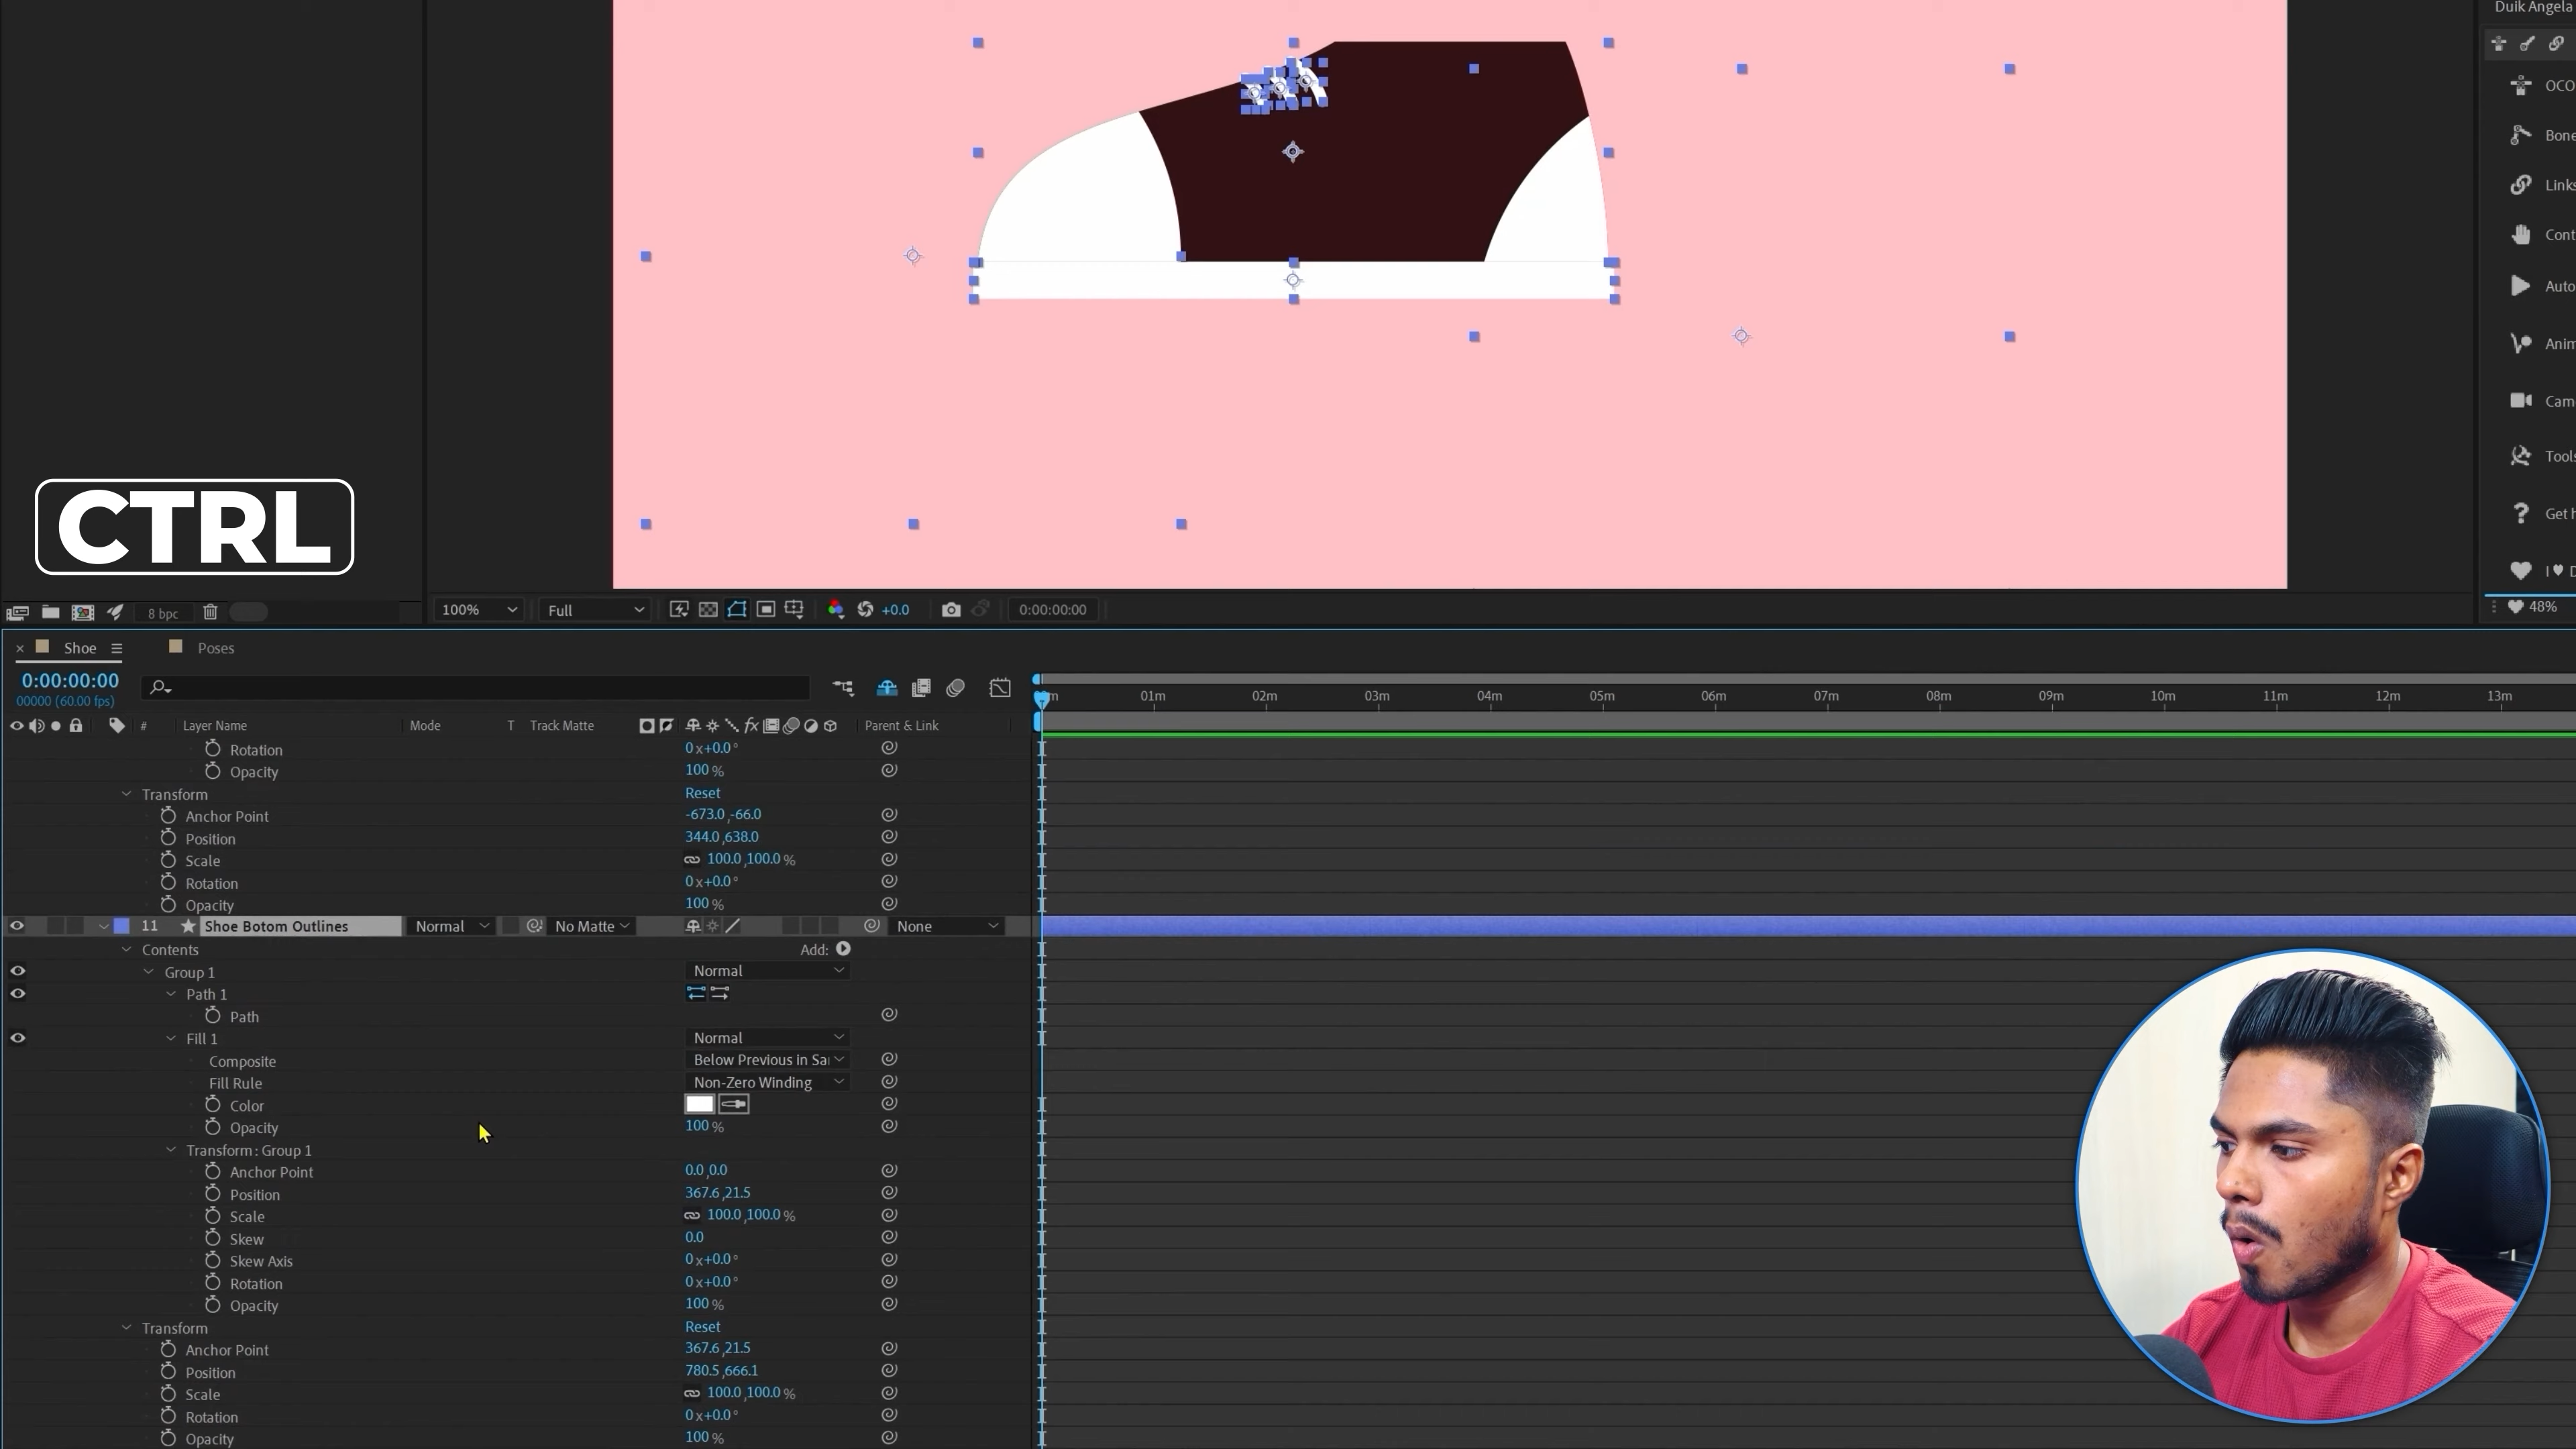 Duik Angela
OCO
Bone
Links
Cont
Auto
Anim
Cam
Tools
Get h
I ♥ D
48%
CTRL
8 bpc
100%
Full
+0.0
0:00:00:00
Shoe
Poses
0:00:00:00
00000 (60.00 fps)
01m 02m 03m 04m 05m 06m 07m 08m 09m 10m 11m 12m 13m
# Layer Name Mode T Track Matte fx Parent & Link
Rotation 0 x+0.0 °
Opacity 100 %
Transform Reset
Anchor Point -673.0 ,-66.0
Position 344.0 ,638.0
Scale 100.0 ,100.0 %
Rotation 0 x+0.0 °
Opacity 100 %
11 Shoe Botom Outlines Normal No Matte None
Contents Add:
Group 1 Normal
Path 1
Path
Fill 1 Normal
Composite Below Previous in Sa
Fill Rule Non-Zero Winding
Color
Opacity 100 %
Transform : Group 1
Anchor Point 0.0 ,0.0
Position 367.6 ,21.5
Scale 100.0 ,100.0 %
Skew 0.0
Skew Axis 0 x+0.0 °
Rotation 0 x+0.0 °
Opacity 100 %
Transform Reset
Anchor Point 367.6 ,21.5
Position 780.5 ,666.1
Scale 100.0 ,100.0 %
Rotation 0 x+0.0 °
Opacity 100 %